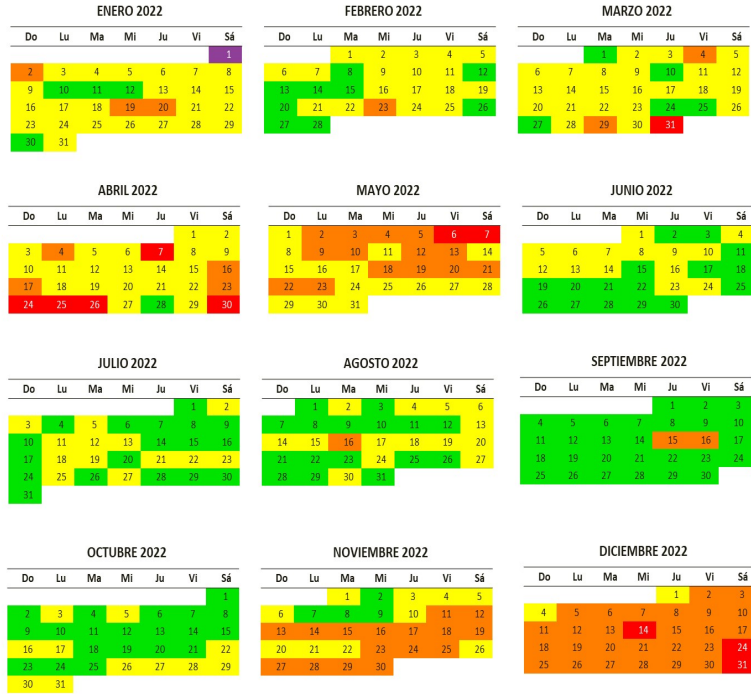 ENERO 2022
Do Lu Ma Mi Ju Vi Sá
1
2 3 4 5 6 7 8
9 10 11 12 13 14 15
16 17 18 19 20 21 22
23 24 25 26 27 28 29
30 31
FEBRERO 2022
Do Lu Ma Mi Ju Vi Sá
1 2 3 4 5
6 7 8 9 10 11 12
13 14 15 16 17 18 19
20 21 22 23 24 25 26
27 28
MARZO 2022
Do Lu Ma Mi Ju Vi Sá
1 2 3 4 5
6 7 8 9 10 11 12
13 14 15 16 17 18 19
20 21 22 23 24 25 26
27 28 29 30 31
ABRIL 2022
Do Lu Ma Mi Ju Vi Sá
1 2
3 4 5 6 7 8 9
10 11 12 13 14 15 16
17 18 19 20 21 22 23
24 25 26 27 28 29 30
MAYO 2022
Do Lu Ma Mi Ju Vi Sá
1 2 3 4 5 6 7
8 9 10 11 12 13 14
15 16 17 18 19 20 21
22 23 24 25 26 27 28
29 30 31
JUNIO 2022
Do Lu Ma Mi Ju Vi Sá
1 2 3 4
5 6 7 8 9 10 11
12 13 14 15 16 17 18
19 20 21 22 23 24 25
26 27 28 29 30
JULIO 2022
Do Lu Ma Mi Ju Vi Sá
1 2
3 4 5 6 7 8 9
10 11 12 13 14 15 16
17 18 19 20 21 22 23
24 25 26 27 28 29 30
31
AGOSTO 2022
Do Lu Ma Mi Ju Vi Sá
1 2 3 4 5 6
7 8 9 10 11 12 13
14 15 16 17 18 19 20
21 22 23 24 25 26 27
28 29 30 31
SEPTIEMBRE 2022
Do Lu Ma Mi Ju Vi Sá
1 2 3
4 5 6 7 8 9 10
11 12 13 14 15 16 17
18 19 20 21 22 23 24
25 26 27 28 29 30
OCTUBRE 2022
Do Lu Ma Mi Ju Vi Sá
1
2 3 4 5 6 7 8
9 10 11 12 13 14 15
16 17 18 19 20 21 22
23 24 25 26 27 28 29
30 31
NOVIEMBRE 2022
Do Lu Ma Mi Ju Vi Sá
1 2 3 4 5
6 7 8 9 10 11 12
13 14 15 16 17 18 19
20 21 22 23 24 25 26
27 28 29 30
DICIEMBRE 2022
Do Lu Ma Mi Ju Vi Sá
1 2 3
4 5 6 7 8 9 10
11 12 13 14 15 16 17
18 19 20 21 22 23 24
25 26 27 28 29 30 31